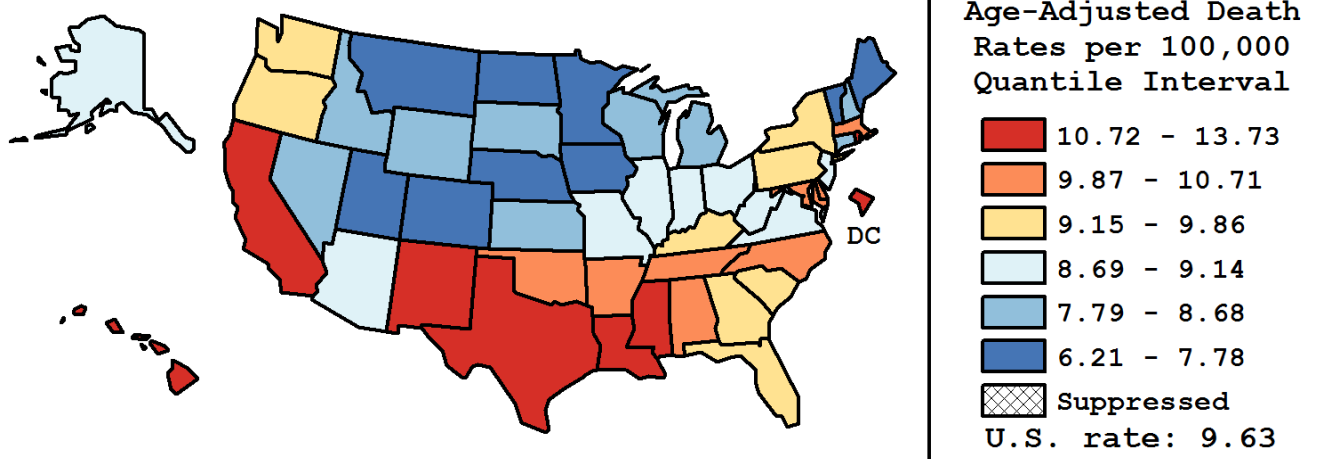 Age-Adjusted Death
Rates per 100,000
Quantile Interval
10.72 - 13.73
9.87 - 10.71
9.15 - 9.86
8.69 - 9.14
7.79 - 8.68
6.21 - 7.78
Suppressed
U.S. rate: 9.63
DC